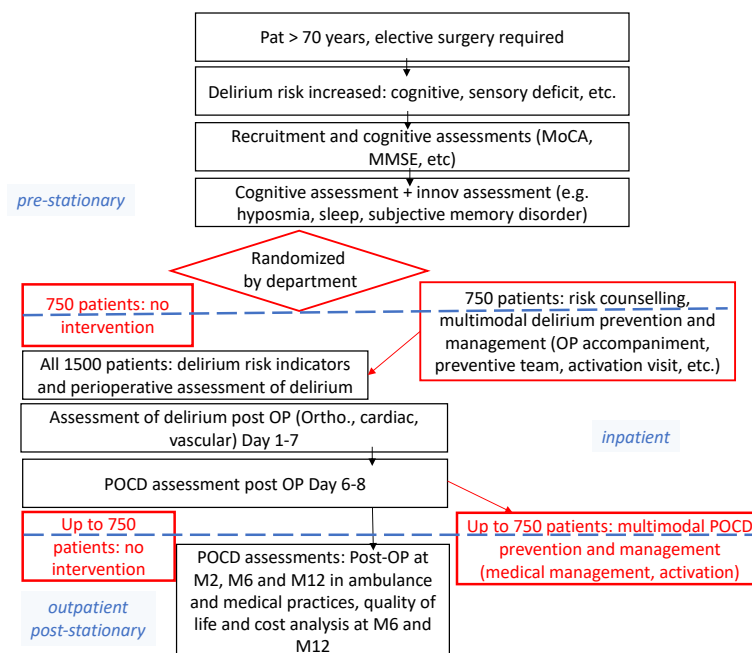 Pat > 70 years, elective surgery required
Delirium risk increased: cognitive, sensory deficit, etc.
Recruitment and cognitive assessments (MoCA,
MMSE, etc)
pre-stationary
Cognitive assessment + innov assessment (e.g.
hyposmia, sleep, subjective memory disorder)
Randomized
by department
750 patients: no
intervention
750 patients: risk counselling,
multimodal delirium prevention and
management (OP accompaniment,
preventive team, activation visit, etc.)
All 1500 patients: delirium risk indicators
and perioperative assessment of delirium
Assessment of delirium post OP (Ortho., cardiac,
vascular) Day 1-7
inpatient
POCD assessment post OP Day 6-8
Up to 750
patients: no
intervention
Up to 750 patients: multimodal POCD
prevention and management
(medical management, activation)
POCD assessments: Post-OP at
M2, M6 and M12 in ambulance
and medical practices, quality of
life and cost analysis at M6 and
M12
outpatient
post-stationary